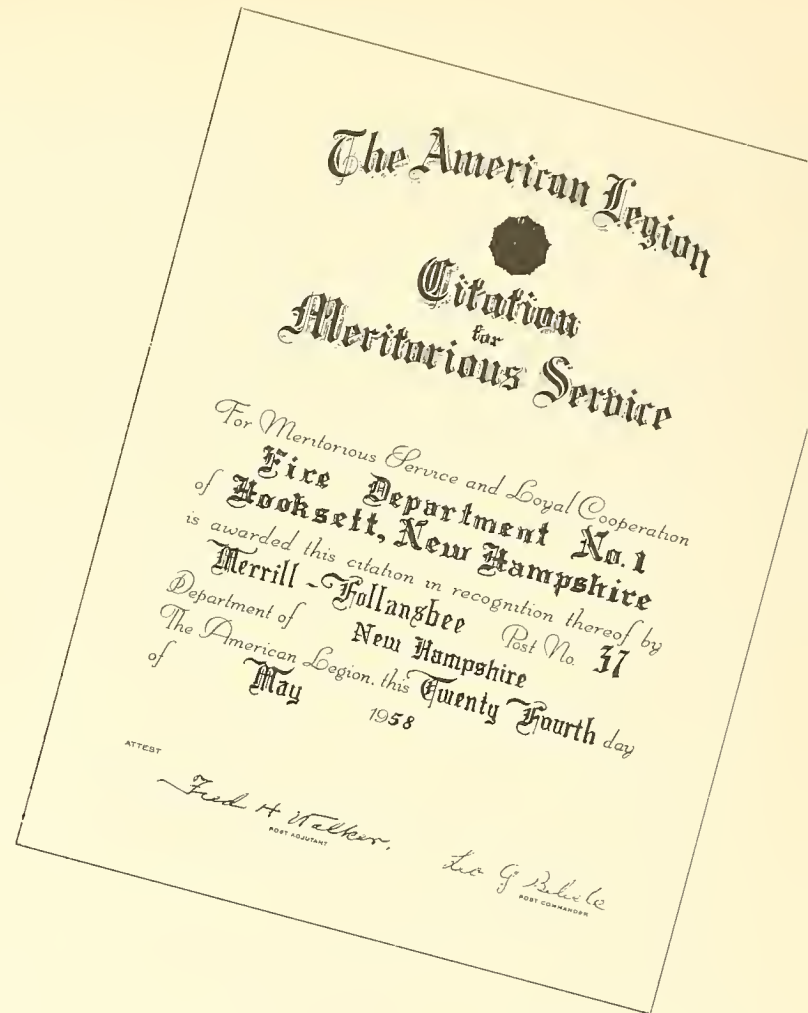 The American Legion
Citation
for
Meritorious Service
For Meritorious Service and Loyal Cooperation
Fire Department No. 1
of Hooksett, New Hampshire
is awarded this citation in recognition thereof by
Merrill - Follansbee Post No. 37
Department of New Hampshire
The American Legion, this Twenty Fourth day
of May 1958
ATTEST
Fred H Walker.
POST ADJUTANT
Leo G
POST COMMANDER